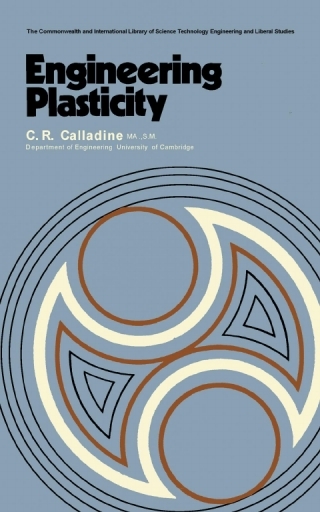 The Commonwealth and International Library of Science Technology Engineering and Liberal Studies
Engineering
Plasticity
C. R. Calladine MA.,S.M.
Department of Engineering University of Cambridge